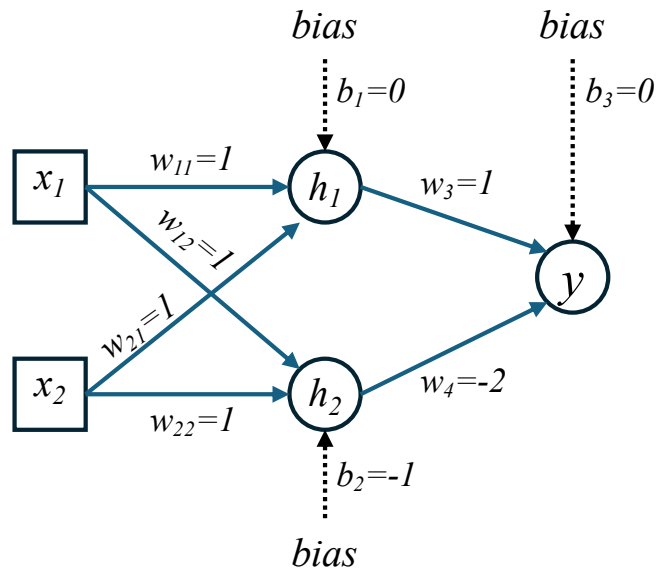 bias
bias
b₁=0
b₃=0
x₁
w₁₁=1
h₁
w₃=1
w₁₂=1
y
w₂₁=1
x₂
w₂₂=1
h₂
w₄=-2
b₂=-1
bias